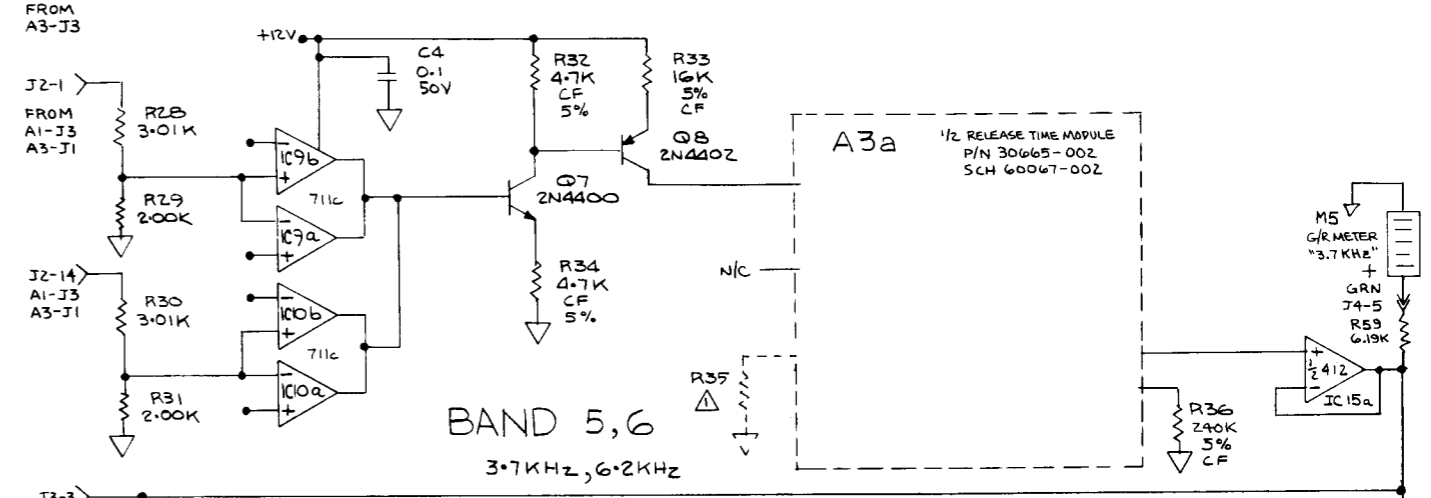 FROM
A3-J3
J2-1
FROM
A1-J3
A3-J1
R28
3.01K
R29
2.00K
J2-14
A1-J3
A3-J1
R30
3.01K
R31
2.00K
+12V
C4
0.1
50V
-
IC9b
+
711c
-
IC9a
+
-
IC10b
+
711c
-
IC10a
+
R32
4.7K
CF
5%
Q7
2N4400
R34
4.7K
CF
5%
R33
16K
5%
CF
Q8
2N4402
N/C
R35
1
BAND 5,6
3.7KHz, 6.2KHz
A3a
1/2 RELEASE TIME MODULE
P/N 30665-002
SCH 60067-002
R36
240K
5%
CF
+
1/2 412
-
IC15a
M5
G/R METER
"3.7KHz"
+
GRN
J4-5
R59
6.19K
J3-3